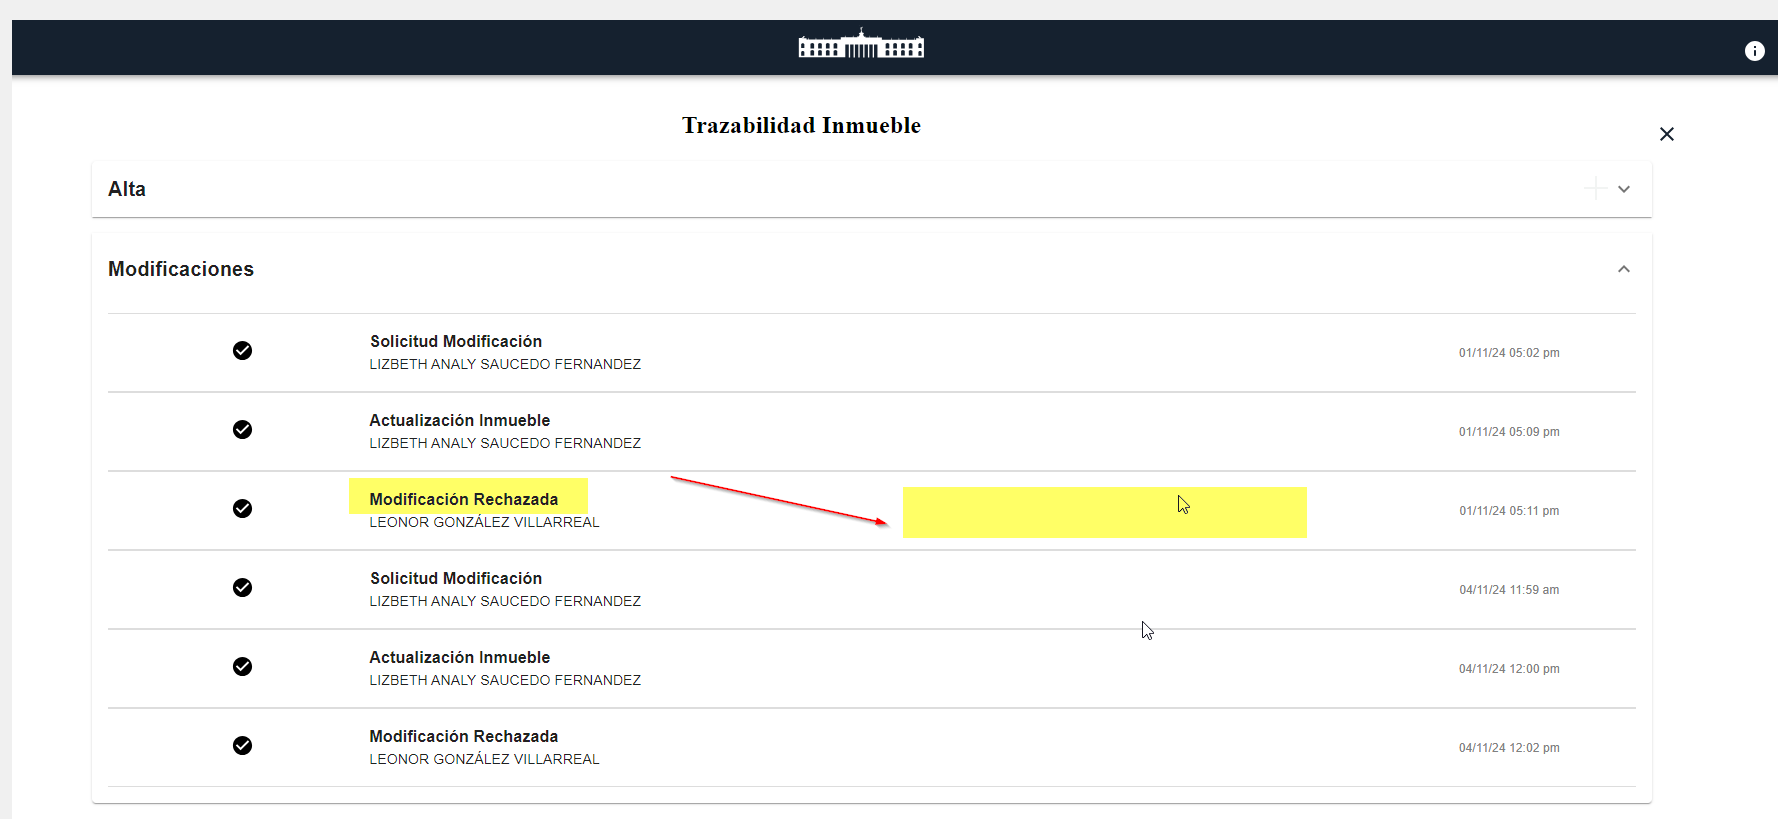 Trazabilidad Inmueble
Alta
Modificaciones
Solicitud Modificación
LIZBETH ANALY SAUCEDO FERNANDEZ
01/11/24 05:02 pm
Actualización Inmueble
LIZBETH ANALY SAUCEDO FERNANDEZ
01/11/24 05:09 pm
Modificación Rechazada
LEONOR GONZÁLEZ VILLARREAL
01/11/24 05:11 pm
Solicitud Modificación
LIZBETH ANALY SAUCEDO FERNANDEZ
04/11/24 11:59 am
Actualización Inmueble
LIZBETH ANALY SAUCEDO FERNANDEZ
04/11/24 12:00 pm
Modificación Rechazada
LEONOR GONZÁLEZ VILLARREAL
04/11/24 12:02 pm